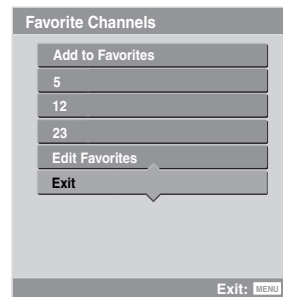 Favorite Channels
Add to Favorites
5
12
23
Edit Favorites
Exit
Exit: MENU